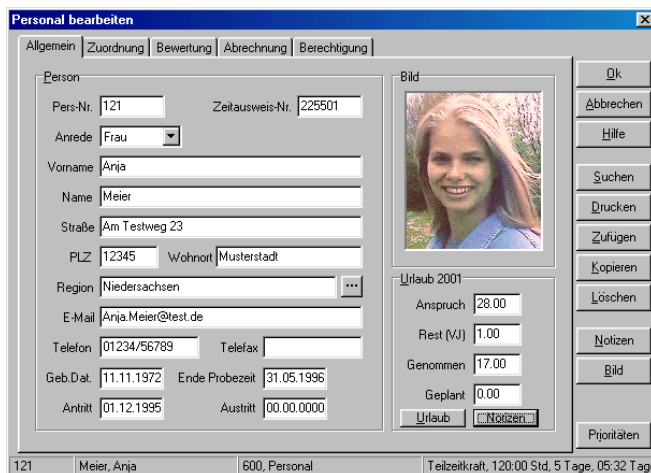 Personal bearbeiten
Allgemein Zuordnung Bewertung Abrechnung Berechtigung
Person
Pers-Nr. 121 Zeitausweis-Nr. 225501
Anrede Frau
Vorname Anja
Name Meier
Straße Am Testweg 23
PLZ 12345 Wohnort Musterstadt
Region Niedersachsen ...
E-Mail Anja.Meier@test.de
Telefon 01234/56789 Telefax
Geb.Dat. 11.11.1972 Ende Probezeit 31.05.1996
Antritt 01.12.1995 Austritt 00.00.0000
Bild
Urlaub 2001
Anspruch 28.00
Rest (VJ) 1.00
Genommen 17.00
Geplant 0.00
Urlaub Notizen
Ok
Abbrechen
Hilfe
Suchen
Drucken
Zufügen
Kopieren
Löschen
Notizen
Bild
Prioritäten
121 Meier, Anja 600, Personal Teilzeitkraft, 120:00 Std, 5 Tage, 05:32 Tag